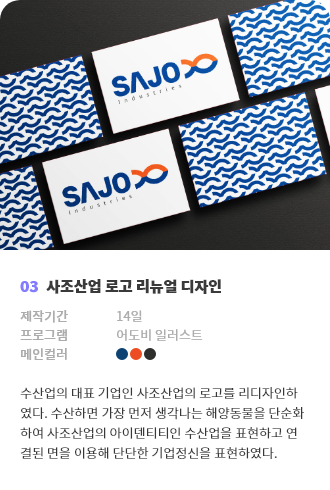 SAJO
industries
SAJO
industries
03 사조산업 로고 리뉴얼 디자인
제작기간 14일
프로그램 어도비 일러스트
메인컬러
수산업의 대표 기업인 사조산업의 로고를 리디자인하
였다. 수산하면 가장 먼저 생각나는 해양동물을 단순화
하여 사조산업의 아이덴티티인 수산업을 표현하고 연
결된 면을 이용해 단단한 기업정신을 표현하였다.